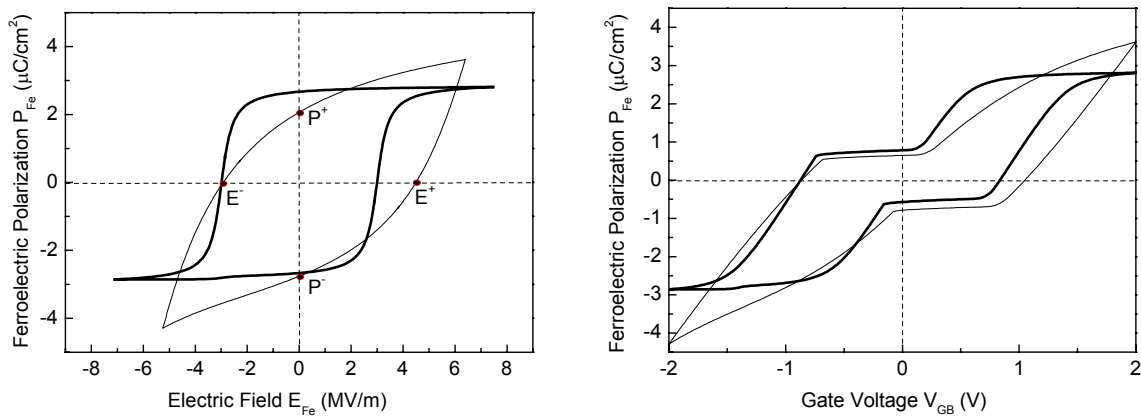 Ferroelectric Polarization P_Fe (μC/cm²)
4
2
0
-2
-4
P⁺
E⁻
E⁺
P⁻
-8 -6 -4 -2 0 2 4 6 8
Electric Field E_Fe (MV/m)
Ferroelectric Polarization P_Fe (μC/cm²)
4
3
2
1
0
-1
-2
-3
-4
-2 -1 0 1 2
Gate Voltage V_GB (V)